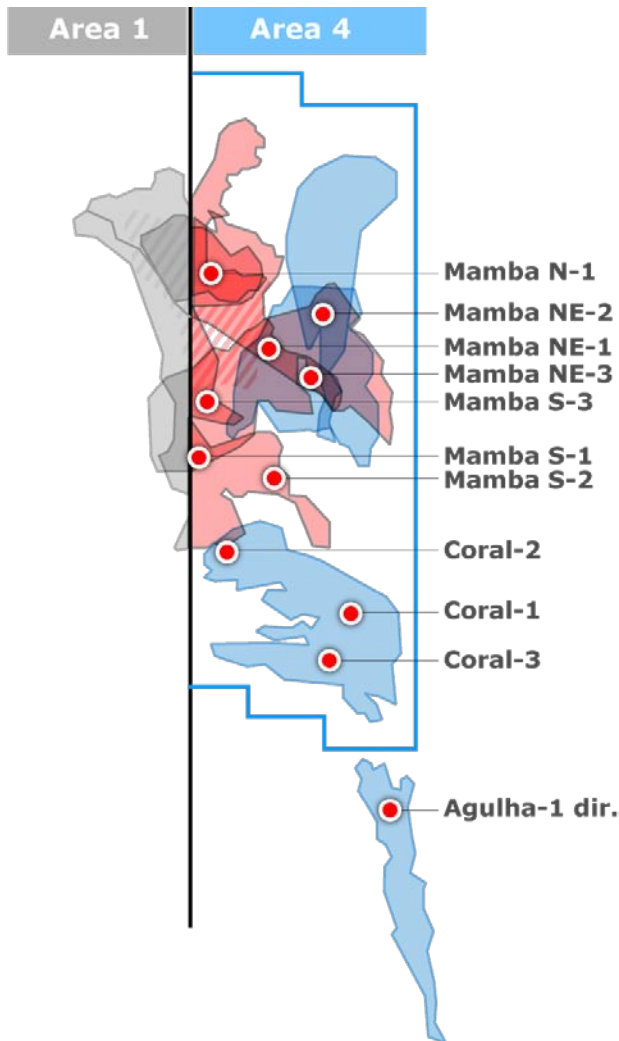 Area 1
Area 4
Mamba N-1
Mamba NE-2
Mamba NE-1
Mamba NE-3
Mamba S-3
Mamba S-1
Mamba S-2
Coral-2
Coral-1
Coral-3
Agulha-1 dir.